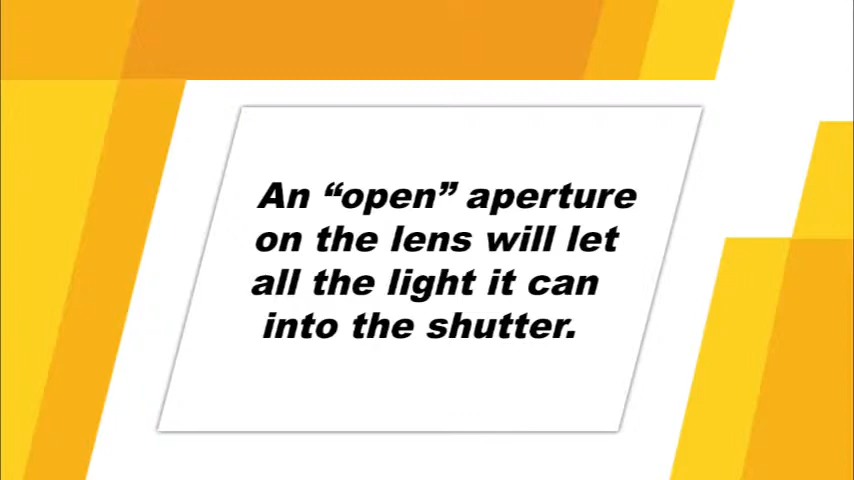 An “open” aperture
on the lens will let
all the light it can
into the shutter.